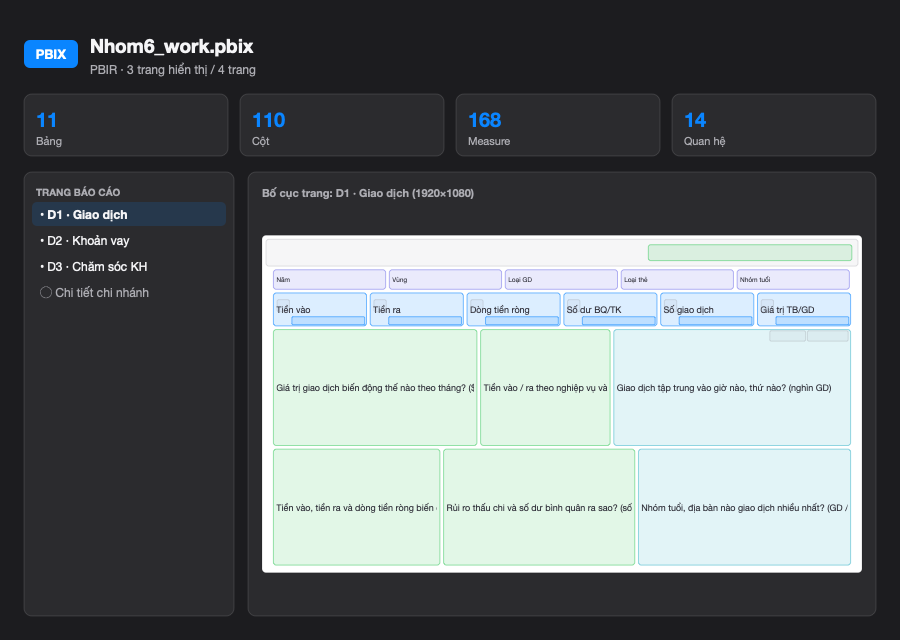 PBIX
Nhom6_work.pbix
PBIR · 3 trang hiển thị / 4 trang
11
Bảng
110
Cột
168
Measure
14
Quan hệ
TRANG BÁO CÁO
• D1 · Giao dịch
• D2 · Khoản vay
• D3 · Chăm sóc KH
Chi tiết chi nhánh
Bố cục trang: D1 · Giao dịch (1920×1080)
Năm
Vùng
Loại GD
Loại thẻ
Nhóm tuổi
Tiền vào
Tiền ra
Dòng tiền ròng
Số dư BQ/TK
Số giao dịch
Giá trị TB/GD
Giá trị giao dịch biến động thế nào theo tháng? ($
Tiền vào / ra theo nghiệp vụ và
Giao dịch tập trung vào giờ nào, thứ nào? (nghìn GD)
Tiền vào, tiền ra và dòng tiền ròng biến
Rủi ro thấu chi và số dư bình quân ra sao? (số
Nhóm tuổi, địa bàn nào giao dịch nhiều nhất? (GD /